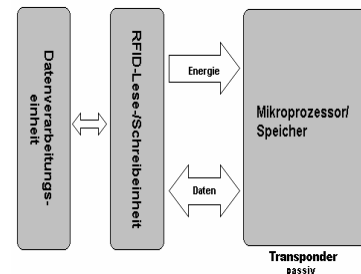 Datenverarbeitungs-
einheit
RFID-Lese-/Schreibeinheit
Energie
Daten
Mikroprozessor/
Speicher
Transponder
passiv